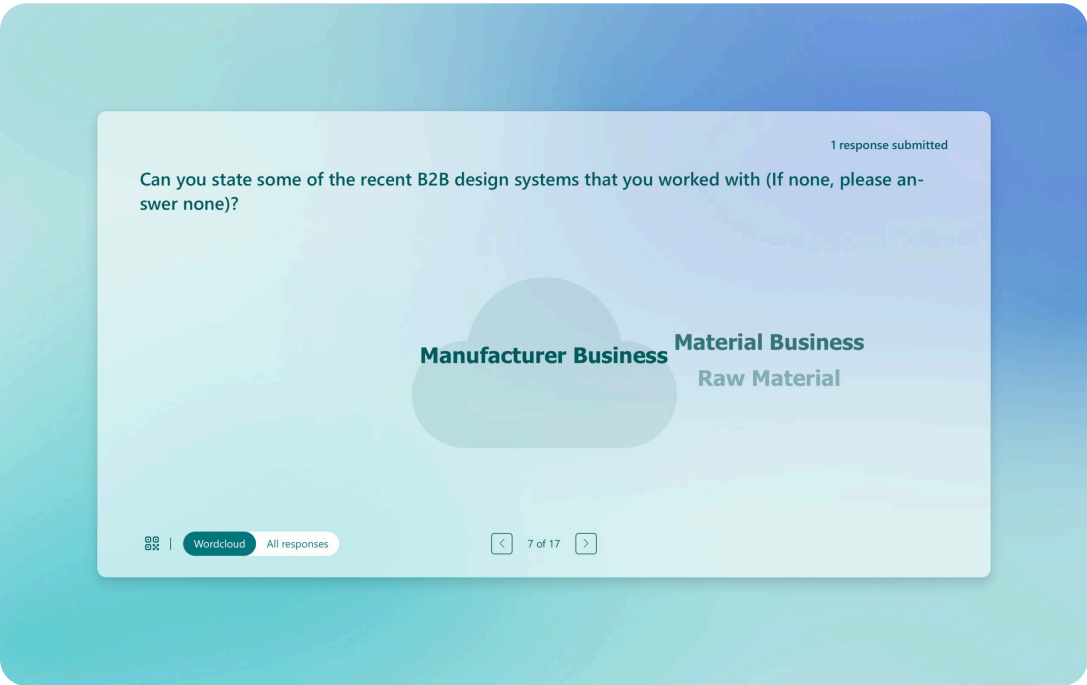 1 response submitted
Can you state some of the recent B2B design systems that you worked with (If none, please an-
swer none)?
Manufacturer Business
Material Business
Raw Material
Wordcloud
All responses
7 of 17